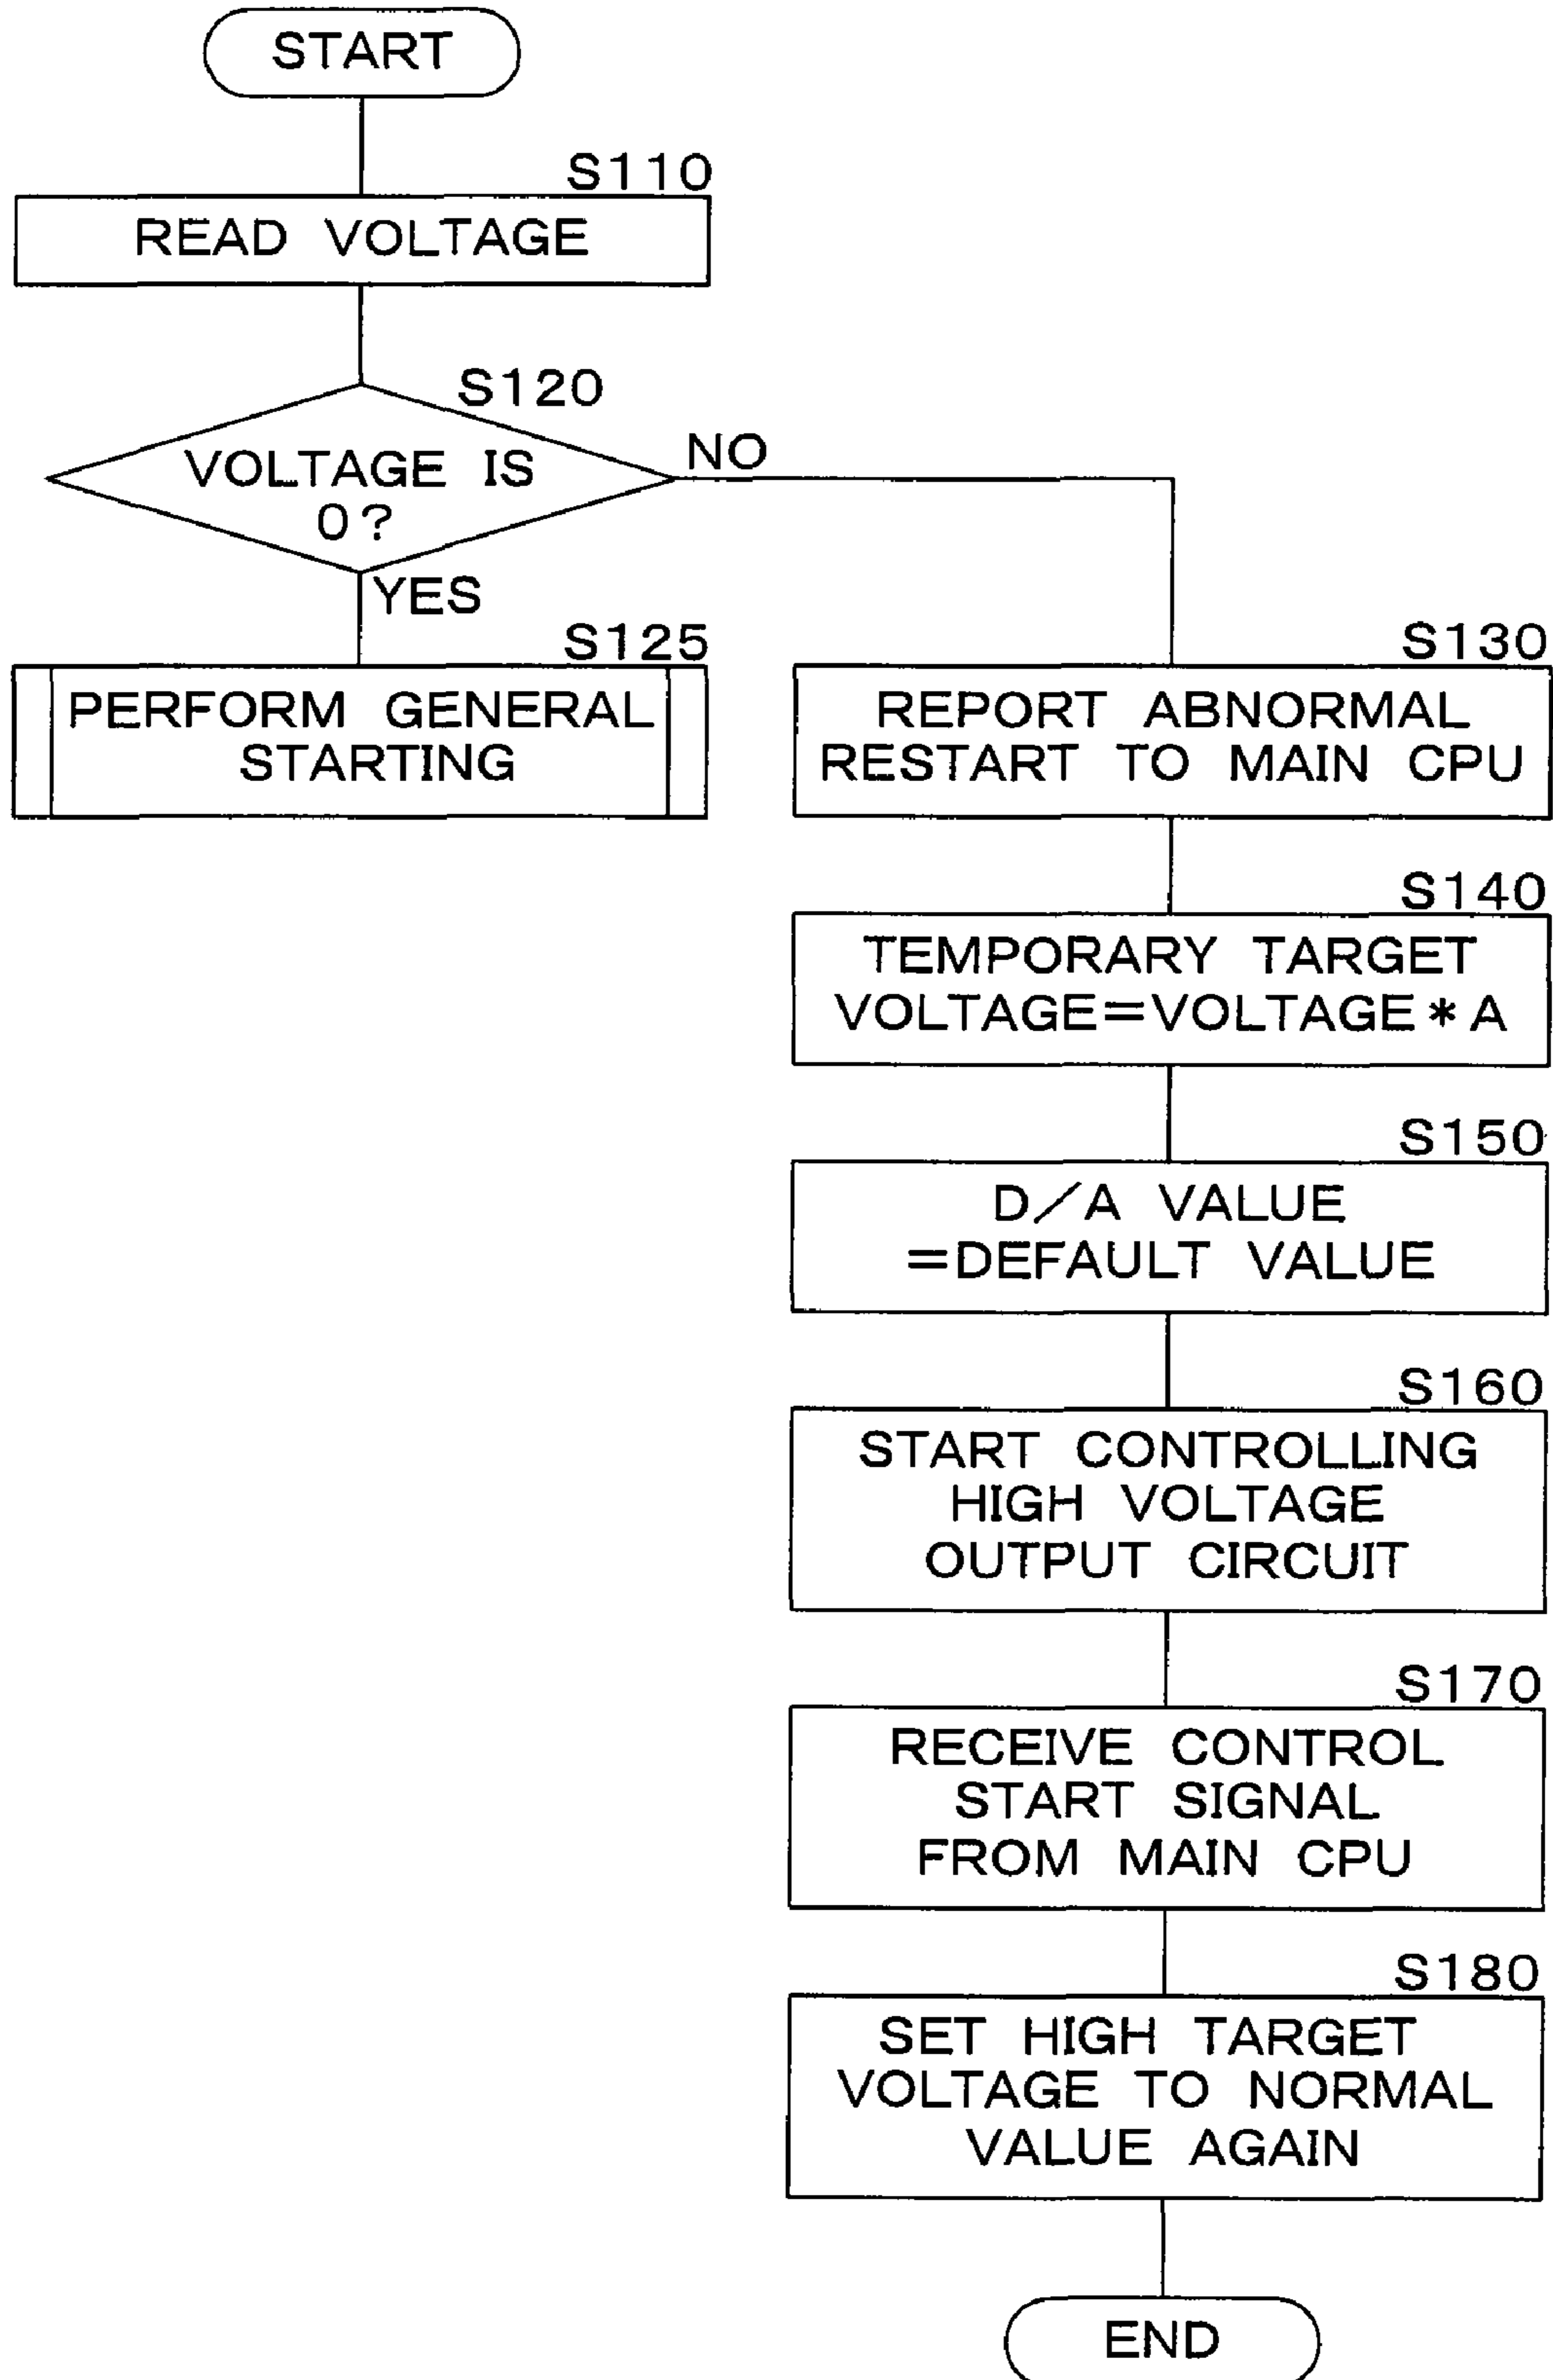 START
S110
READ VOLTAGE
S120
VOLTAGE IS
0?
NO
YES
S125
PERFORM GENERAL
STARTING
S130
REPORT ABNORMAL
RESTART TO MAIN CPU
S140
TEMPORARY TARGET
VOLTAGE=VOLTAGE*A
S150
D/A VALUE
=DEFAULT VALUE
S160
START CONTROLLING
HIGH VOLTAGE
OUTPUT CIRCUIT
S170
RECEIVE CONTROL
START SIGNAL
FROM MAIN CPU
S180
SET HIGH TARGET
VOLTAGE TO NORMAL
VALUE AGAIN
END